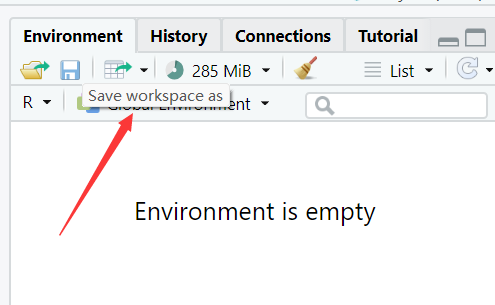 Environment History Connections Tutorial
285 MiB List
R Global Environment
Save workspace as
Environment is empty